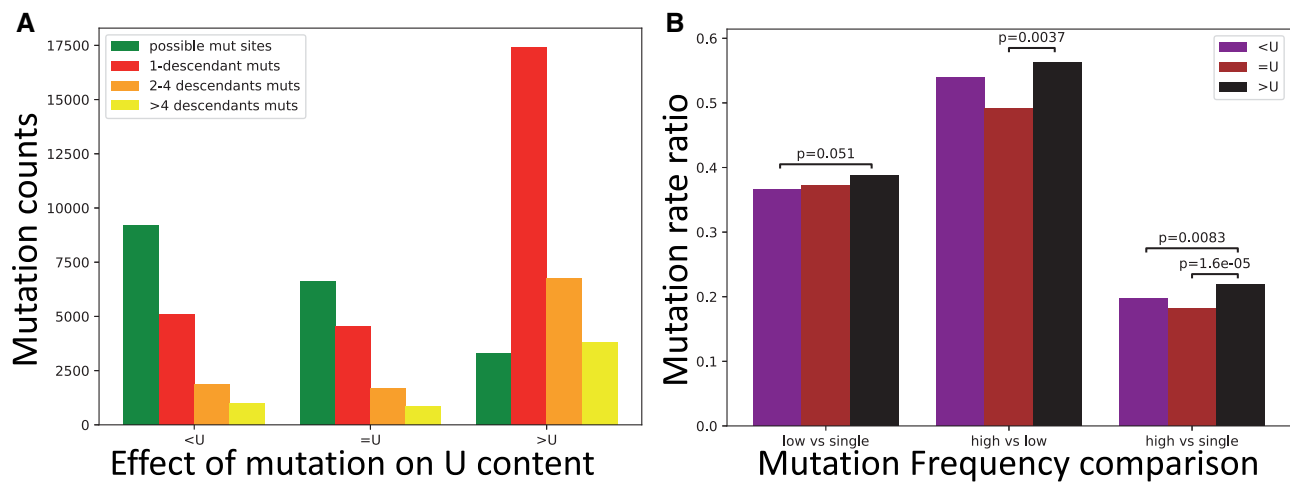 A
possible mut sites
1-descendant muts
2-4 descendants muts
>4 descendants muts
17500
15000
12500
10000
7500
5000
2500
0
Mutation counts
<U
=U
>U
Effect of mutation on U content
B
<U
=U
>U
0.6
0.5
0.4
0.3
0.2
0.1
0.0
Mutation rate ratio
p=0.051
p=0.0037
p=0.0083
p=1.6e-05
low vs single
high vs low
high vs single
Mutation Frequency comparison